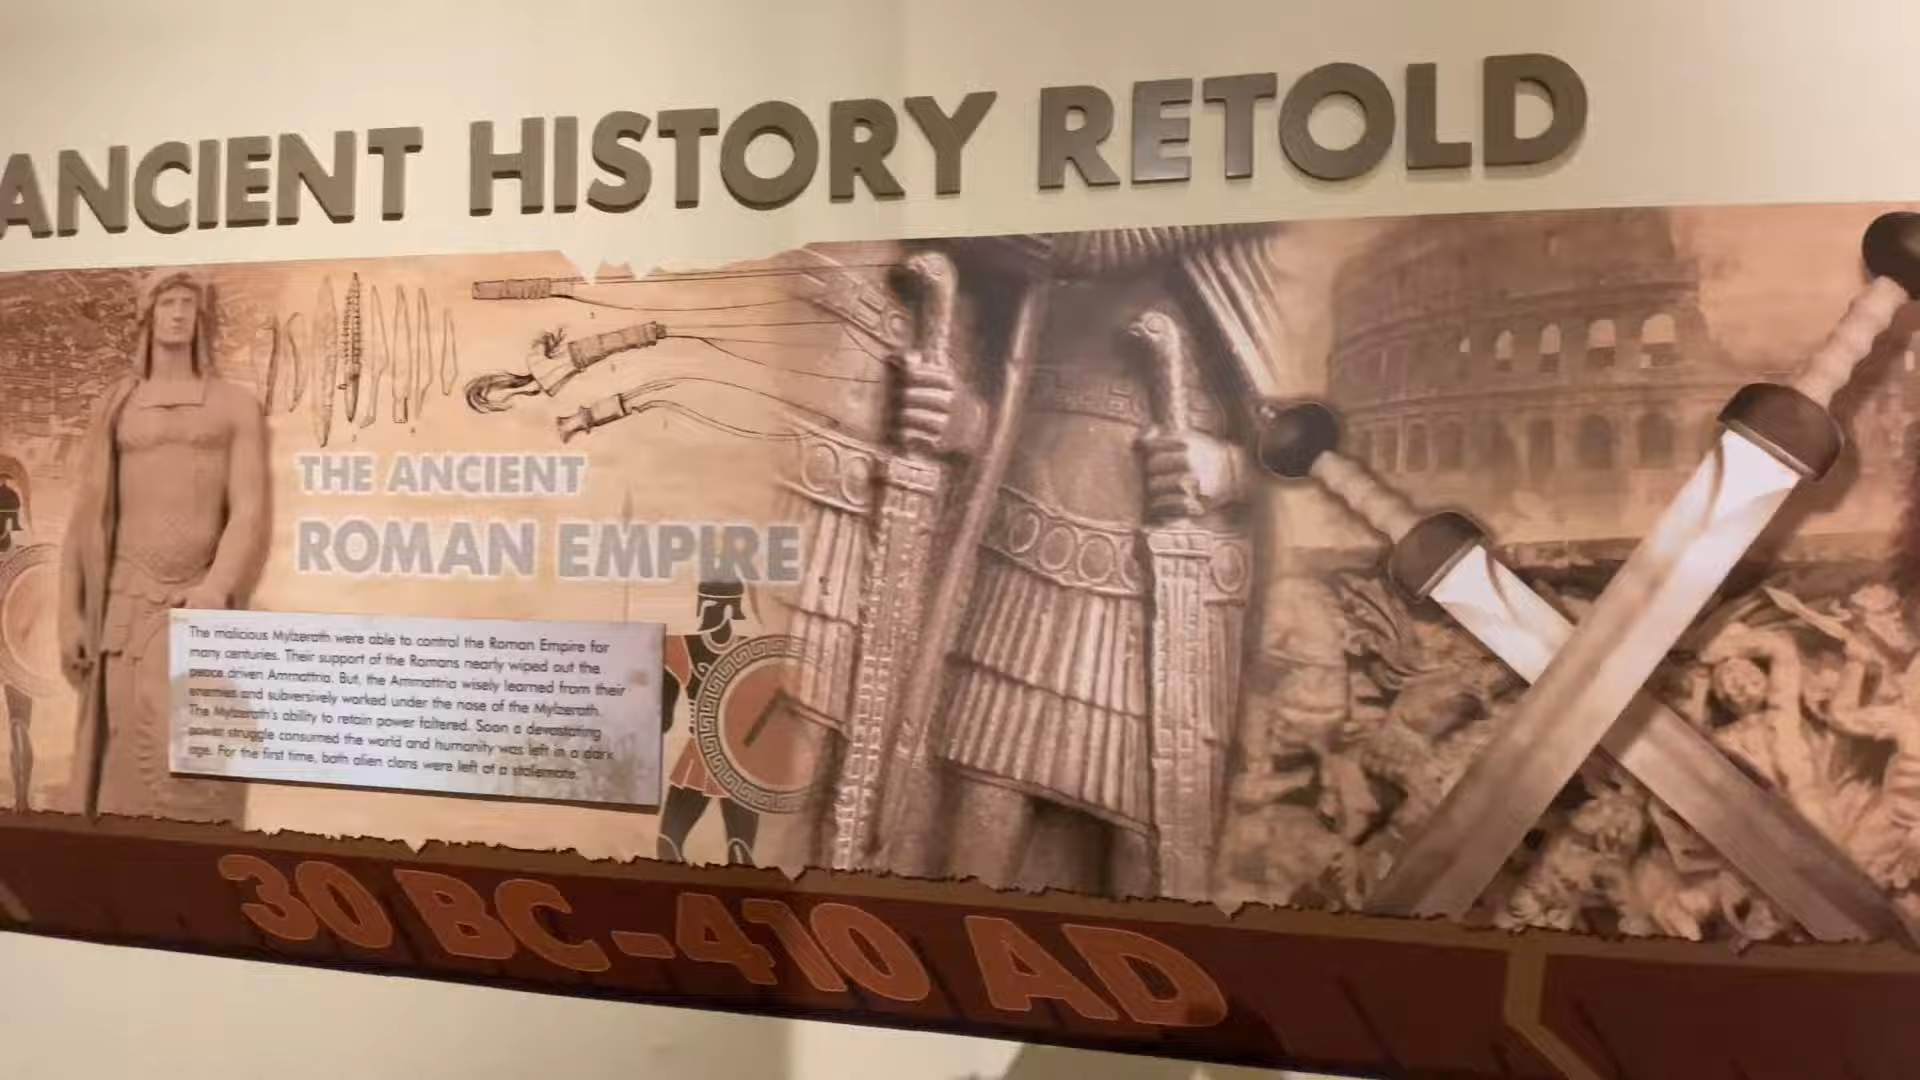 ANCIENT HISTORY RETOLD
THE ANCIENT
ROMAN EMPIRE
The malicious Mylzerath were able to control the Roman Empire for
many centuries. Their support of the Romans nearly wiped out the
peace driven Ammattria. But, the Ammattria wisely learned from their
enemies and subversively worked under the nose of the Mylzerath.
The Mylzerath's ability to retain power faltered. Soon a devastating
power struggle consumed the world and humanity was left in a dark
age. For the first time, both alien clans were left at a stalemate.
30 BC-410 AD